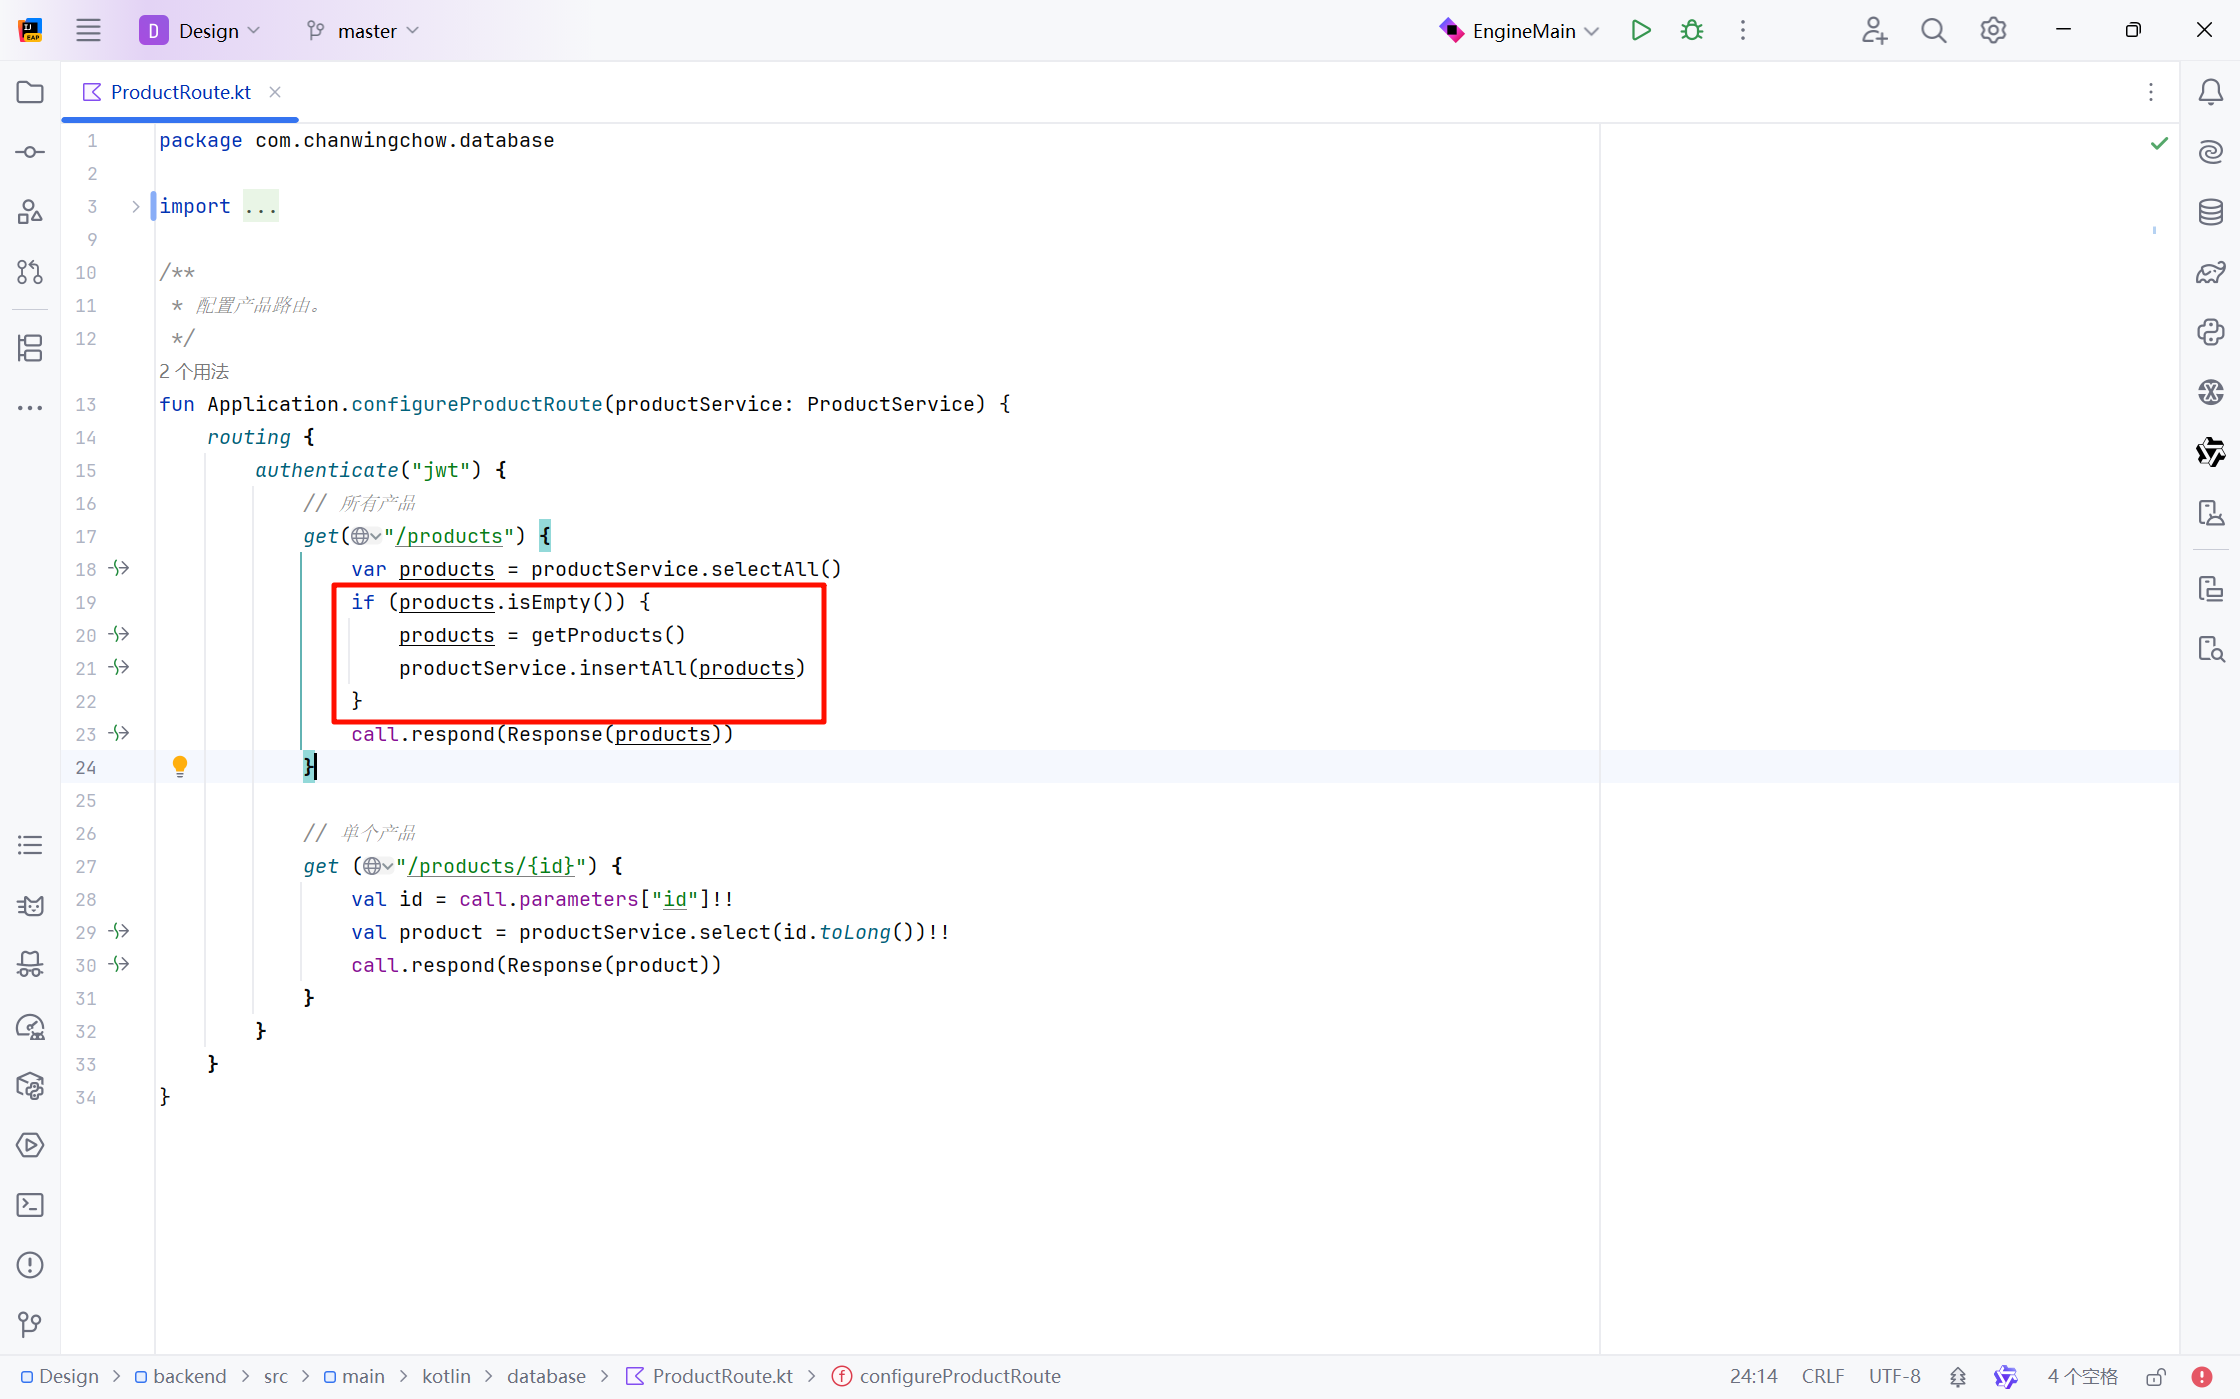 D Design master EngineMain
ProductRoute.kt
1 package com.chanwingchow.database
2
3 import ...
9
10 /**
11 * 配置产品路由。
12 */
2 个用法
13 fun Application.configureProductRoute(productService: ProductService) {
14 routing {
15 authenticate("jwt") {
16 // 所有产品
17 get("/products") {
18 var products = productService.selectAll()
19 if (products.isEmpty()) {
20 products = getProducts()
21 productService.insertAll(products)
22 }
23 call.respond(Response(products))
24 }
25
26 // 单个产品
27 get ("/products/{id}") {
28 val id = call.parameters["id"]!!
29 val product = productService.select(id.toLong())!!
30 call.respond(Response(product))
31 }
32 }
33 }
34 }
Design > backend > src > main > kotlin > database > ProductRoute.kt > configureProductRoute 24:14 CRLF UTF-8 4 个空格